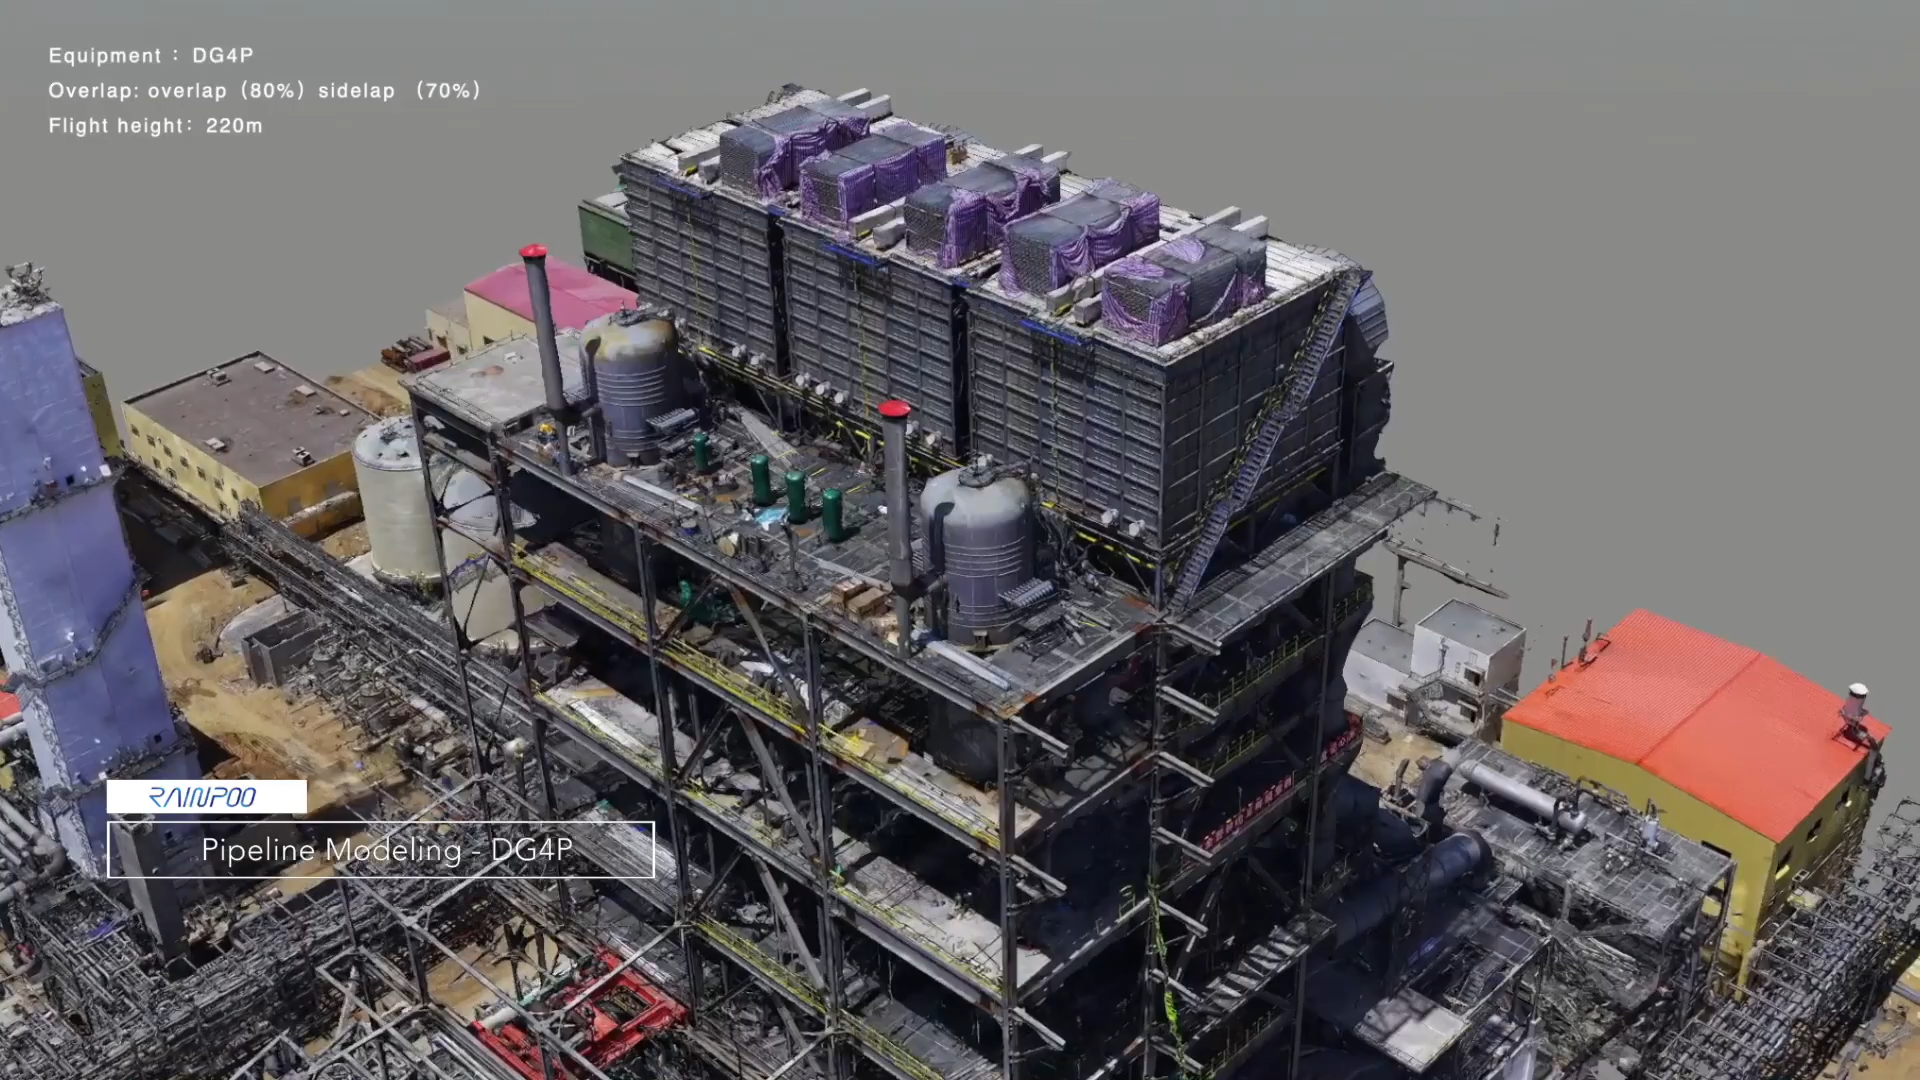 Equipment : DG4P
Overlap: overlap (80%) sidelap (70%)
Flight height: 220m
RAINPOO
Pipeline Modeling - DG4P